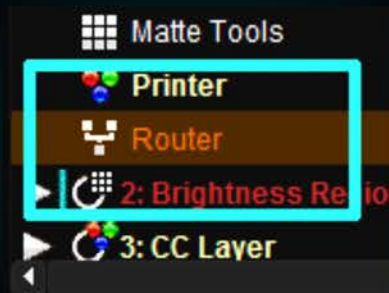 Matte Tools
Printer
Router
2: Brightness Regio
3: CC Layer